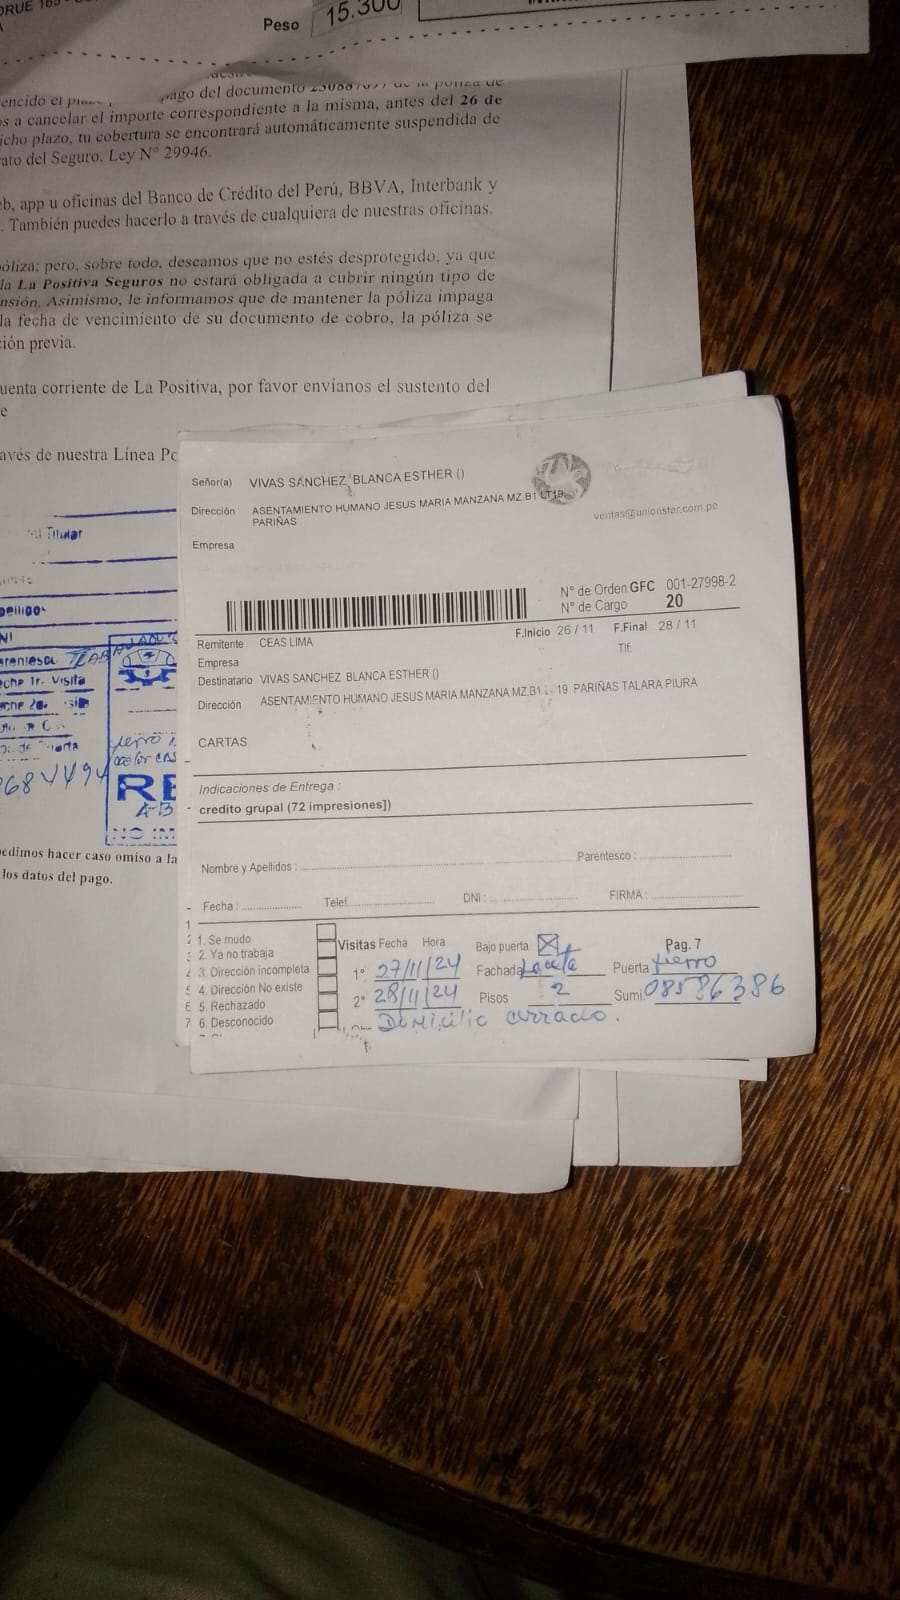 Peso 15.300
pago del documento
s a cancelar el importe correspondiente a la misma, antes del 26 de
icho plazo, tu cobertura se encontrará automáticamente suspendida de
ato del Seguro. Ley N° 29946.
b, app u oficinas del Banco de Crédito del Perú, BBVA, Interbank y
. También puedes hacerlo a través de cualquiera de nuestras oficinas.
óliza; pero, sobre todo, deseamos que no estés desprotegido, ya que
la La Positiva Seguros no estará obligada a cubrir ningún tipo de
nsión. Asimismo, le informamos que de mantener la póliza impaga
la fecha de vencimiento de su documento de cobro, la póliza se
ión previa.
uenta corriente de La Positiva, por favor envíanos el sustento del
e
avés de nuestra Línea Po
Titular
Visita
RE
A-B
edimos hacer caso omiso a la
los datos del pago.
Señor(a) VIVAS SANCHEZ BLANCA ESTHER ()
Dirección ASENTAMIENTO HUMANO JESUS MARIA MANZANA MZ.B1 LT19
PARIÑAS
ventas@unionstar.com.pe
Empresa
N° de Orden GFC 001-27998-2
N° de Cargo 20
Remitente CEAS LIMA
F.Inicio 26 / 11 F.Final 28 / 11
Empresa
Tlf:
Destinatario VIVAS SANCHEZ BLANCA ESTHER ()
Dirección ASENTAMIENTO HUMANO JESUS MARIA MANZANA MZ.B1 L 19 PARIÑAS TALARA PIURA
CARTAS
Indicaciones de Entrega :
credito grupal (72 impresiones])
Nombre y Apellidos : Parentesco :
Fecha : Telef. DNI : FIRMA :
1. Se mudo
2. Ya no trabaja
3. Dirección incompleta
4. Dirección No existe
5. Rechazado
6. Desconocido
Visitas Fecha Hora Bajo puerta Pag. 7
1° 27/11/24 Fachada Puerta fierro
2° 28/11/24 Pisos 2 Sumi. 08586386
Domicilio cerrado.